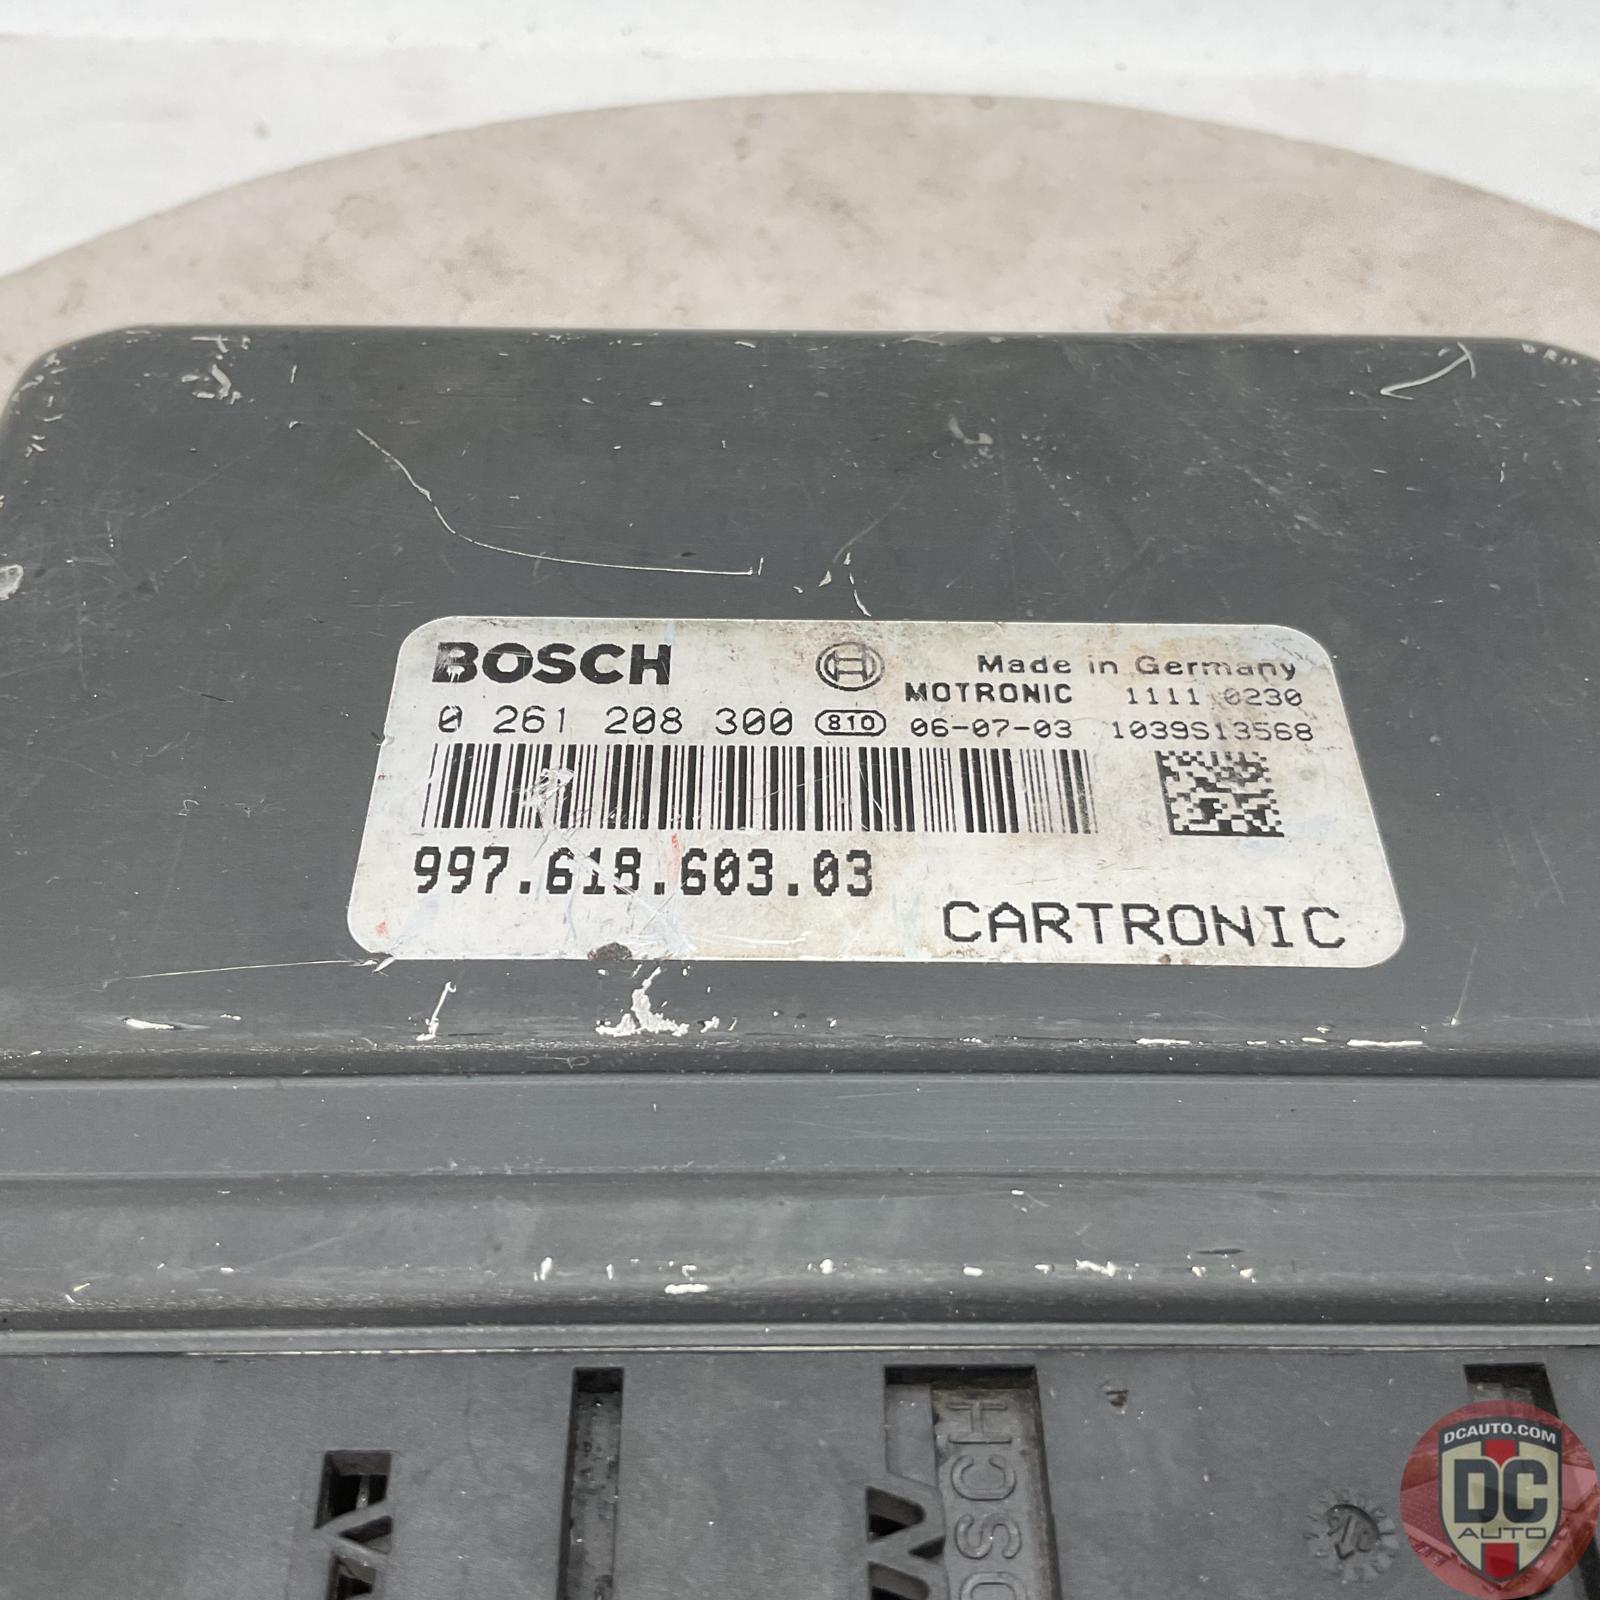 BOSCH
Made in Germany
MOTRONIC 1111 0230
0 261 208 300 810 06-07-03 1039S13568
997.618.603.03
CARTRONIC
BOSCH
DCAUTO.COM
DC
AUTO